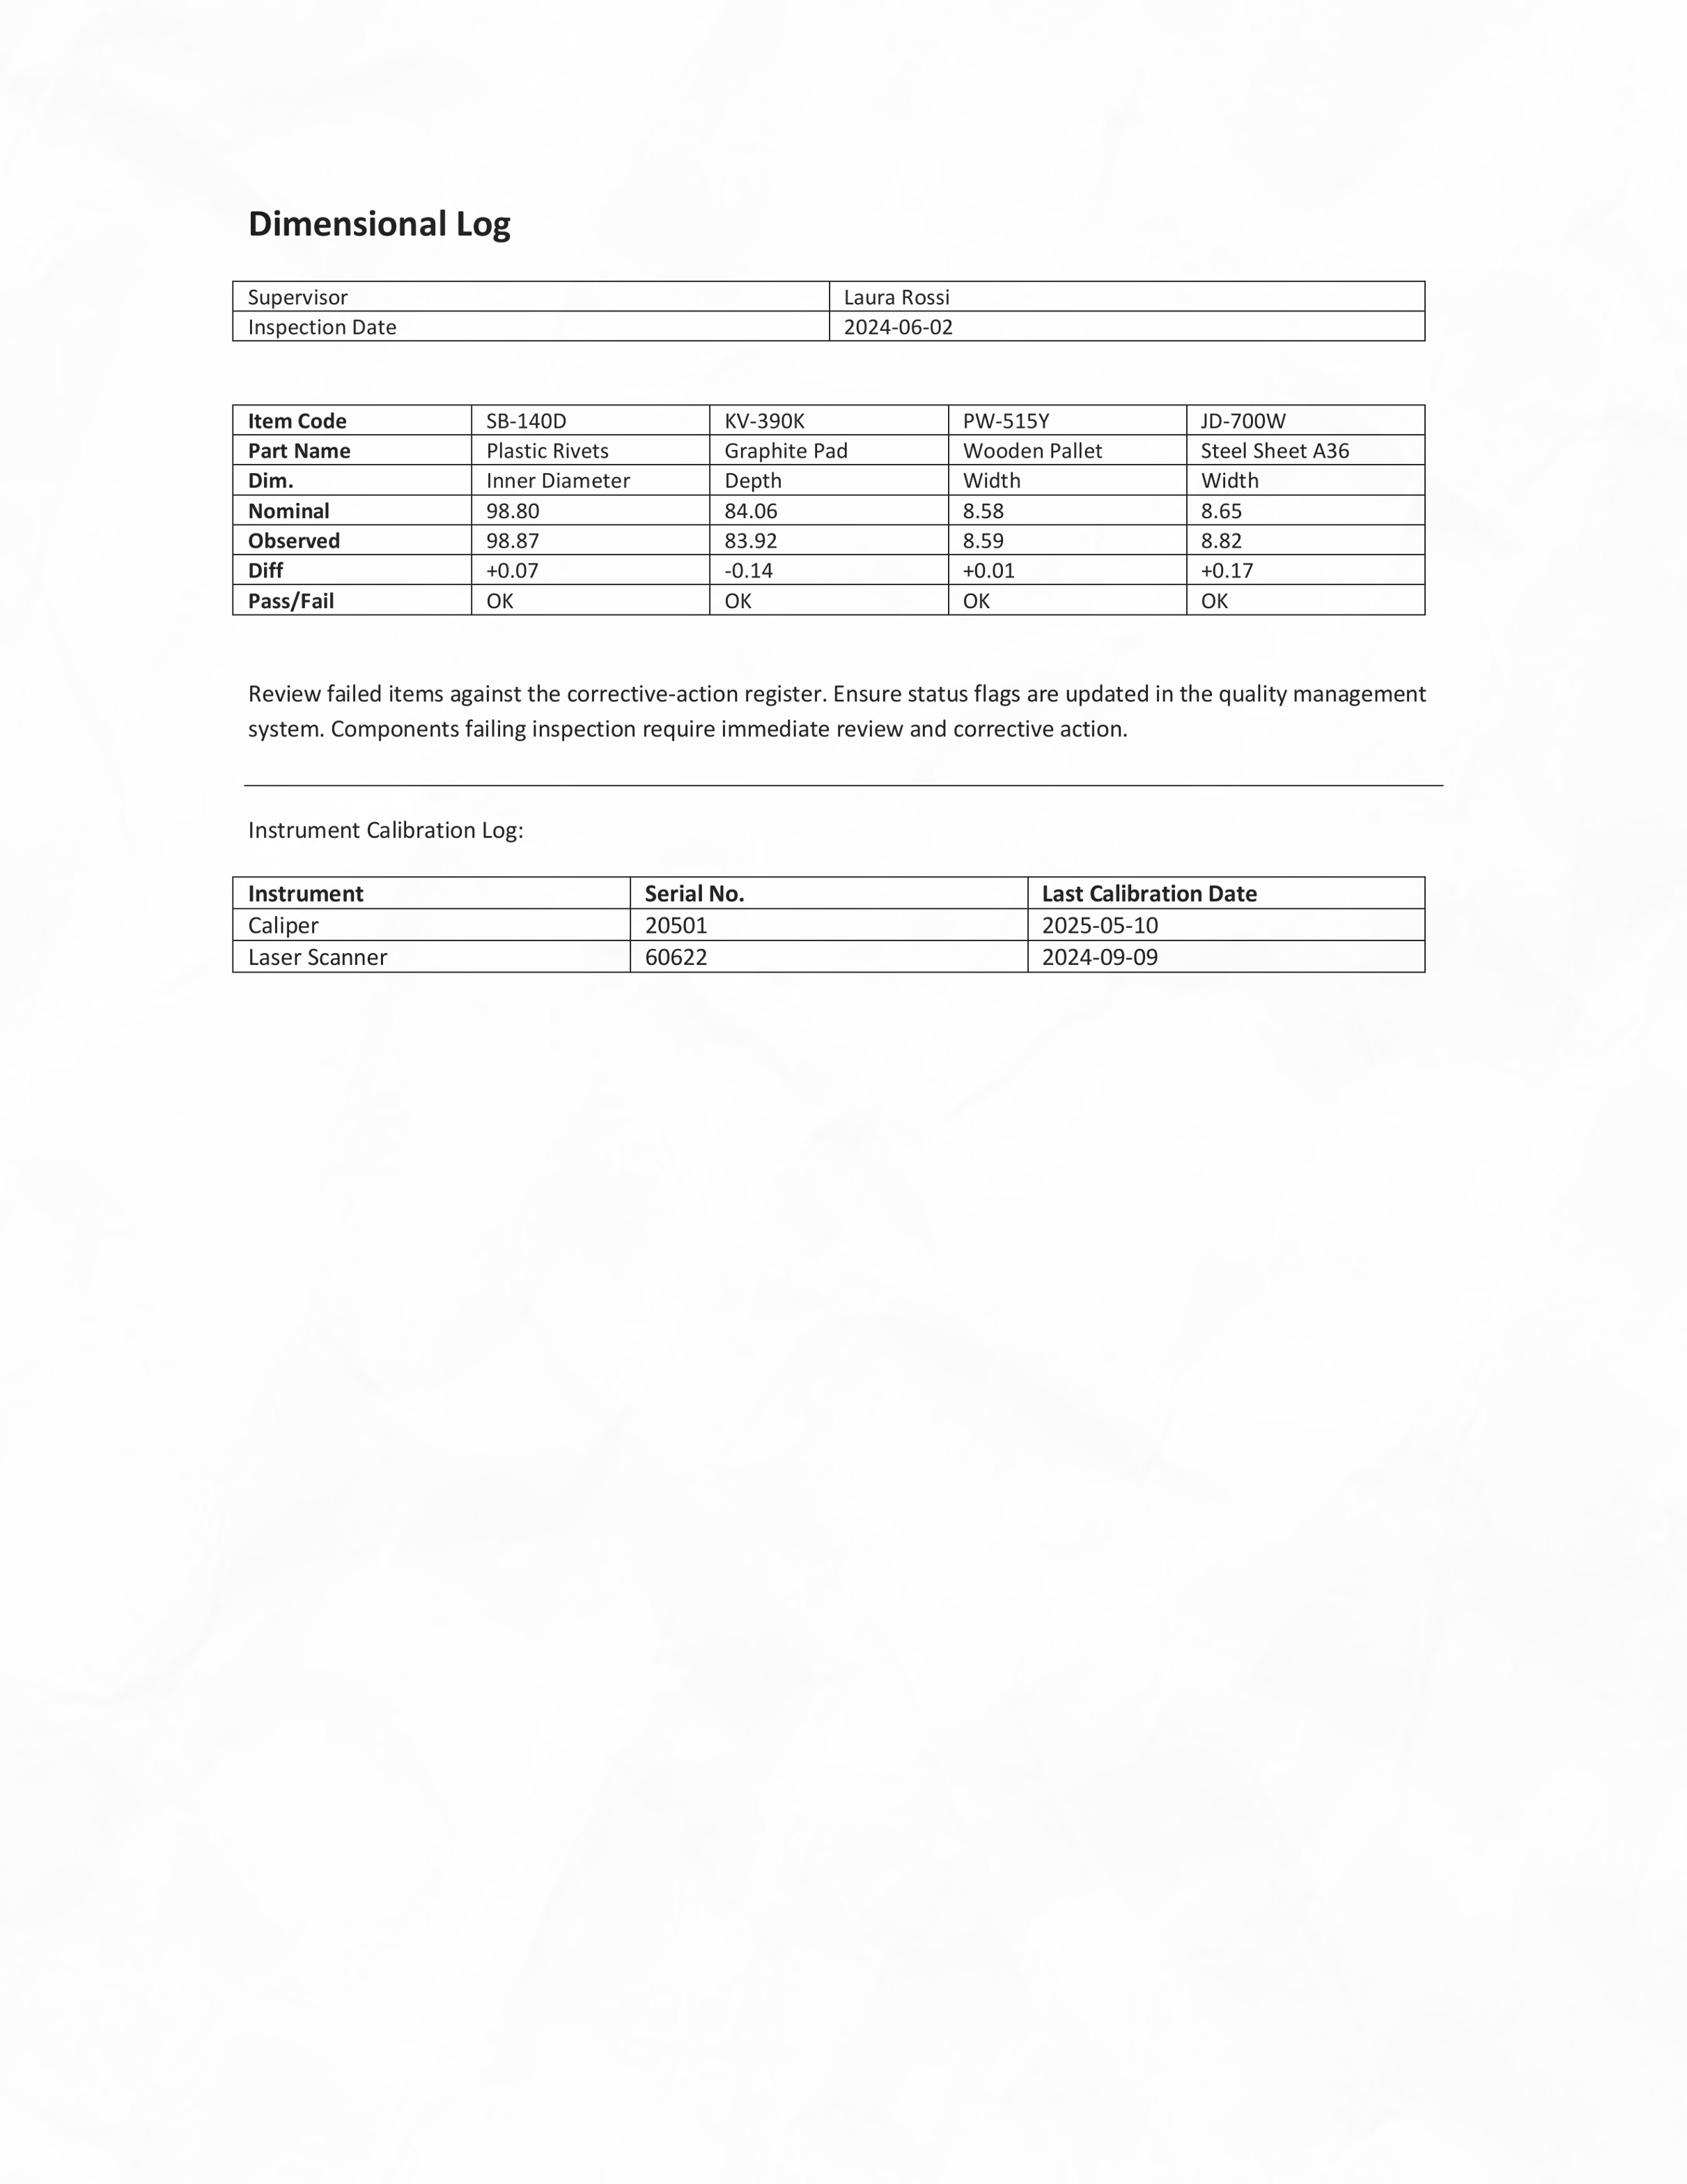 Dimensional Log
Supervisor Laura Rossi
Inspection Date 2024-06-02
Item Code SB-140D KV-390K PW-515Y JD-700W
Part Name Plastic Rivets Graphite Pad Wooden Pallet Steel Sheet A36
Dim. Inner Diameter Depth Width Width
Nominal 98.80 84.06 8.58 8.65
Observed 98.87 83.92 8.59 8.82
Diff +0.07 -0.14 +0.01 +0.17
Pass/Fail OK OK OK OK
Review failed items against the corrective-action register. Ensure status flags are updated in the quality management
system. Components failing inspection require immediate review and corrective action.
Instrument Calibration Log:
Instrument Serial No. Last Calibration Date
Caliper 20501 2025-05-10
Laser Scanner 60622 2024-09-09